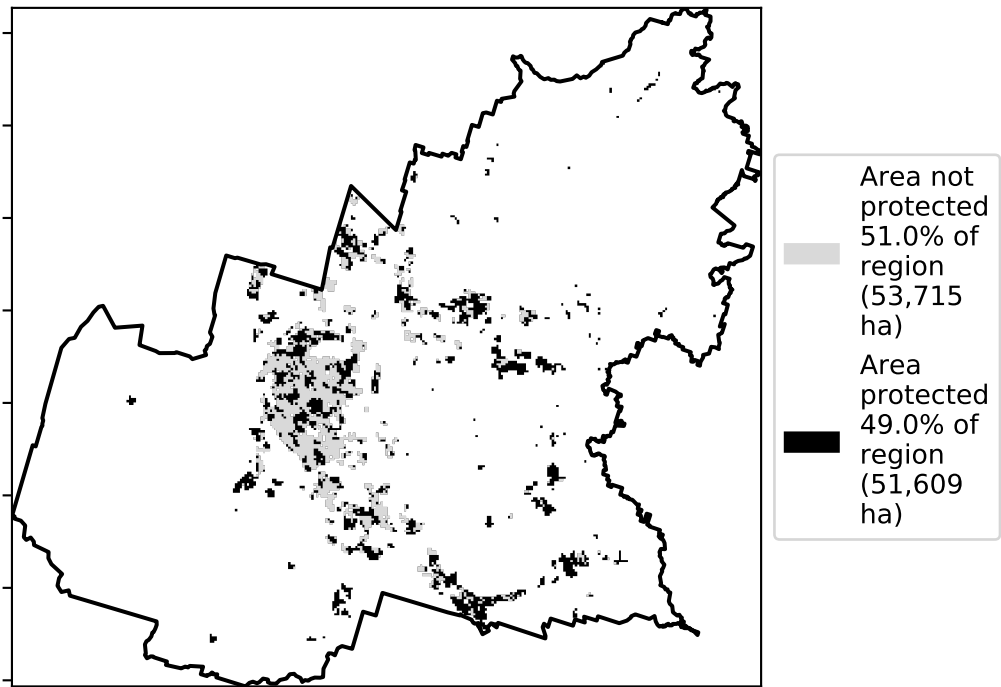 Area not
protected
51.0% of
region
(53,715
ha)
Area
protected
49.0% of
region
(51,609
ha)